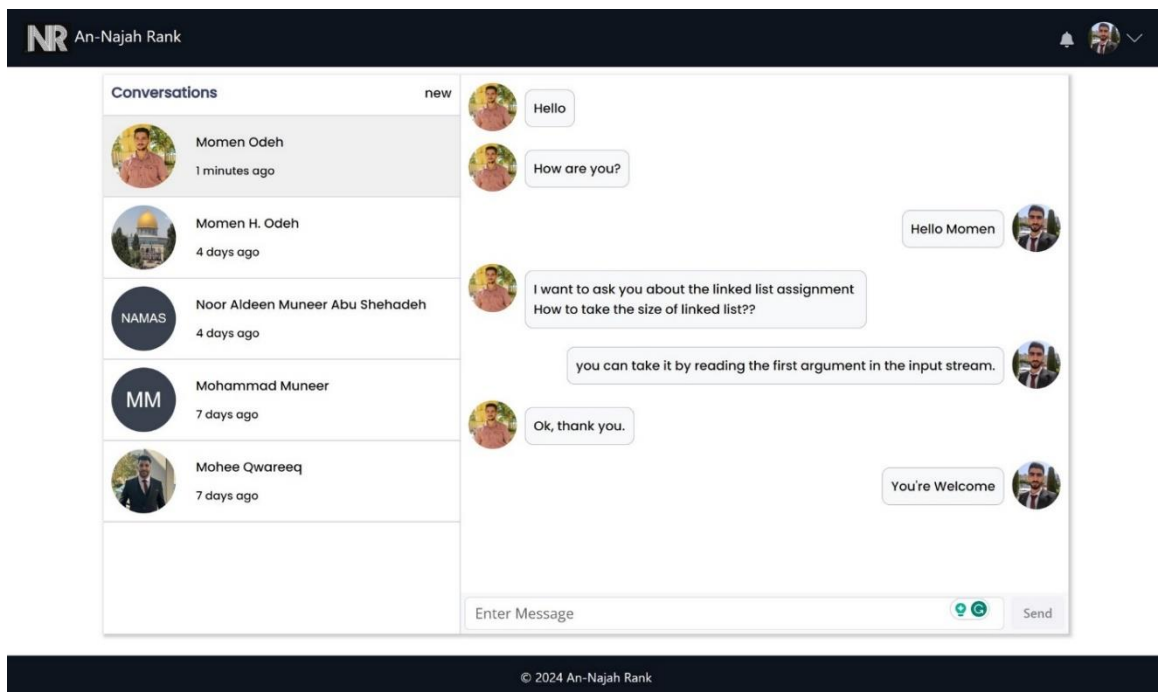 NR An-Najah Rank
Conversations
new
Momen Odeh
1 minutes ago
Momen H. Odeh
4 days ago
NAMAS
Noor Aldeen Muneer Abu Shehadeh
4 days ago
MM
Mohammad Muneer
7 days ago
Mohee Qwareeq
7 days ago
Hello
How are you?
Hello Momen
I want to ask you about the linked list assignment
How to take the size of linked list??
you can take it by reading the first argument in the input stream.
Ok, thank you.
You're Welcome
Enter Message
Send
© 2024 An-Najah Rank